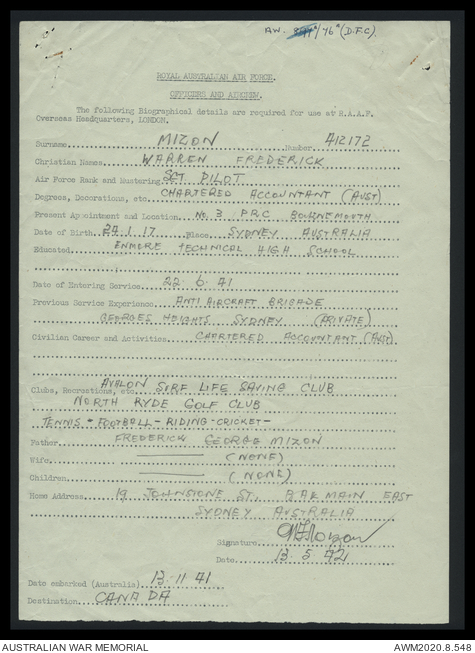 AW. /76" (D.F.C).
ROYAL AUSTRALIAN AIR FORCE.
OFFICERS AND AIRCREW.
The following Biographical details are required for use at R.A.A.F.
Overseas Headquarters, LONDON.
Surname MIZON Number 412172
Christian Names WARREN FREDERICK
Air Force Rank and Mustering SGT PILOT
Degrees, Decorations, etc CHARTERED ACCOUNTANT (AUST)
Present Appointment and Location No. 3 PRC BOURNEMOUTH
Date of Birth 29.1.17 Place SYDNEY AUSTRALIA
Educated ENMORE TECHNICAL HIGH SCHOOL
Date of Entering Service 22.6.41
Previous Service Experience ANTI AIRCRAFT BRIGADE
GEORGES HEIGHTS SYDNEY (PRIVATE)
Civilian Career and Activities CHARTERED ACCOUNTANT (AUST)
Clubs, Recreations, etc AVALON SURF LIFE SAVING CLUB
NORTH RYDE GOLF CLUB
TENNIS - FOOTBALL - RIDING - CRICKET -
Father FREDERICK GEORGE MIZON
Wife (NONE)
Children (NONE)
Home Address 19 JOHNSTONE ST, BALMAIN EAST
SYDNEY AUSTRALIA
Signature
Date 13.5.42
Date embarked (Australia) 13.11.41
Destination CANADA
AUSTRALIAN WAR MEMORIAL
AWM2020.8.548